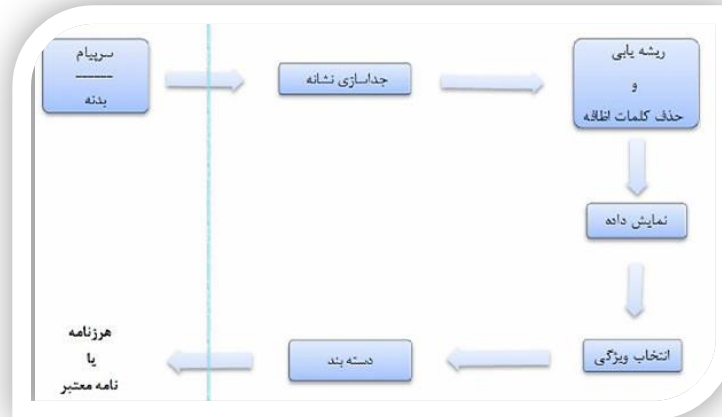 سرپیام
------
بدنه
جداسازی نشانه
ریشه یابی
و
حذف کلمات اظافه
نمایش داده
انتخاب ویژگی
دسته بند
هرزنامه
یا
نامه معتبر